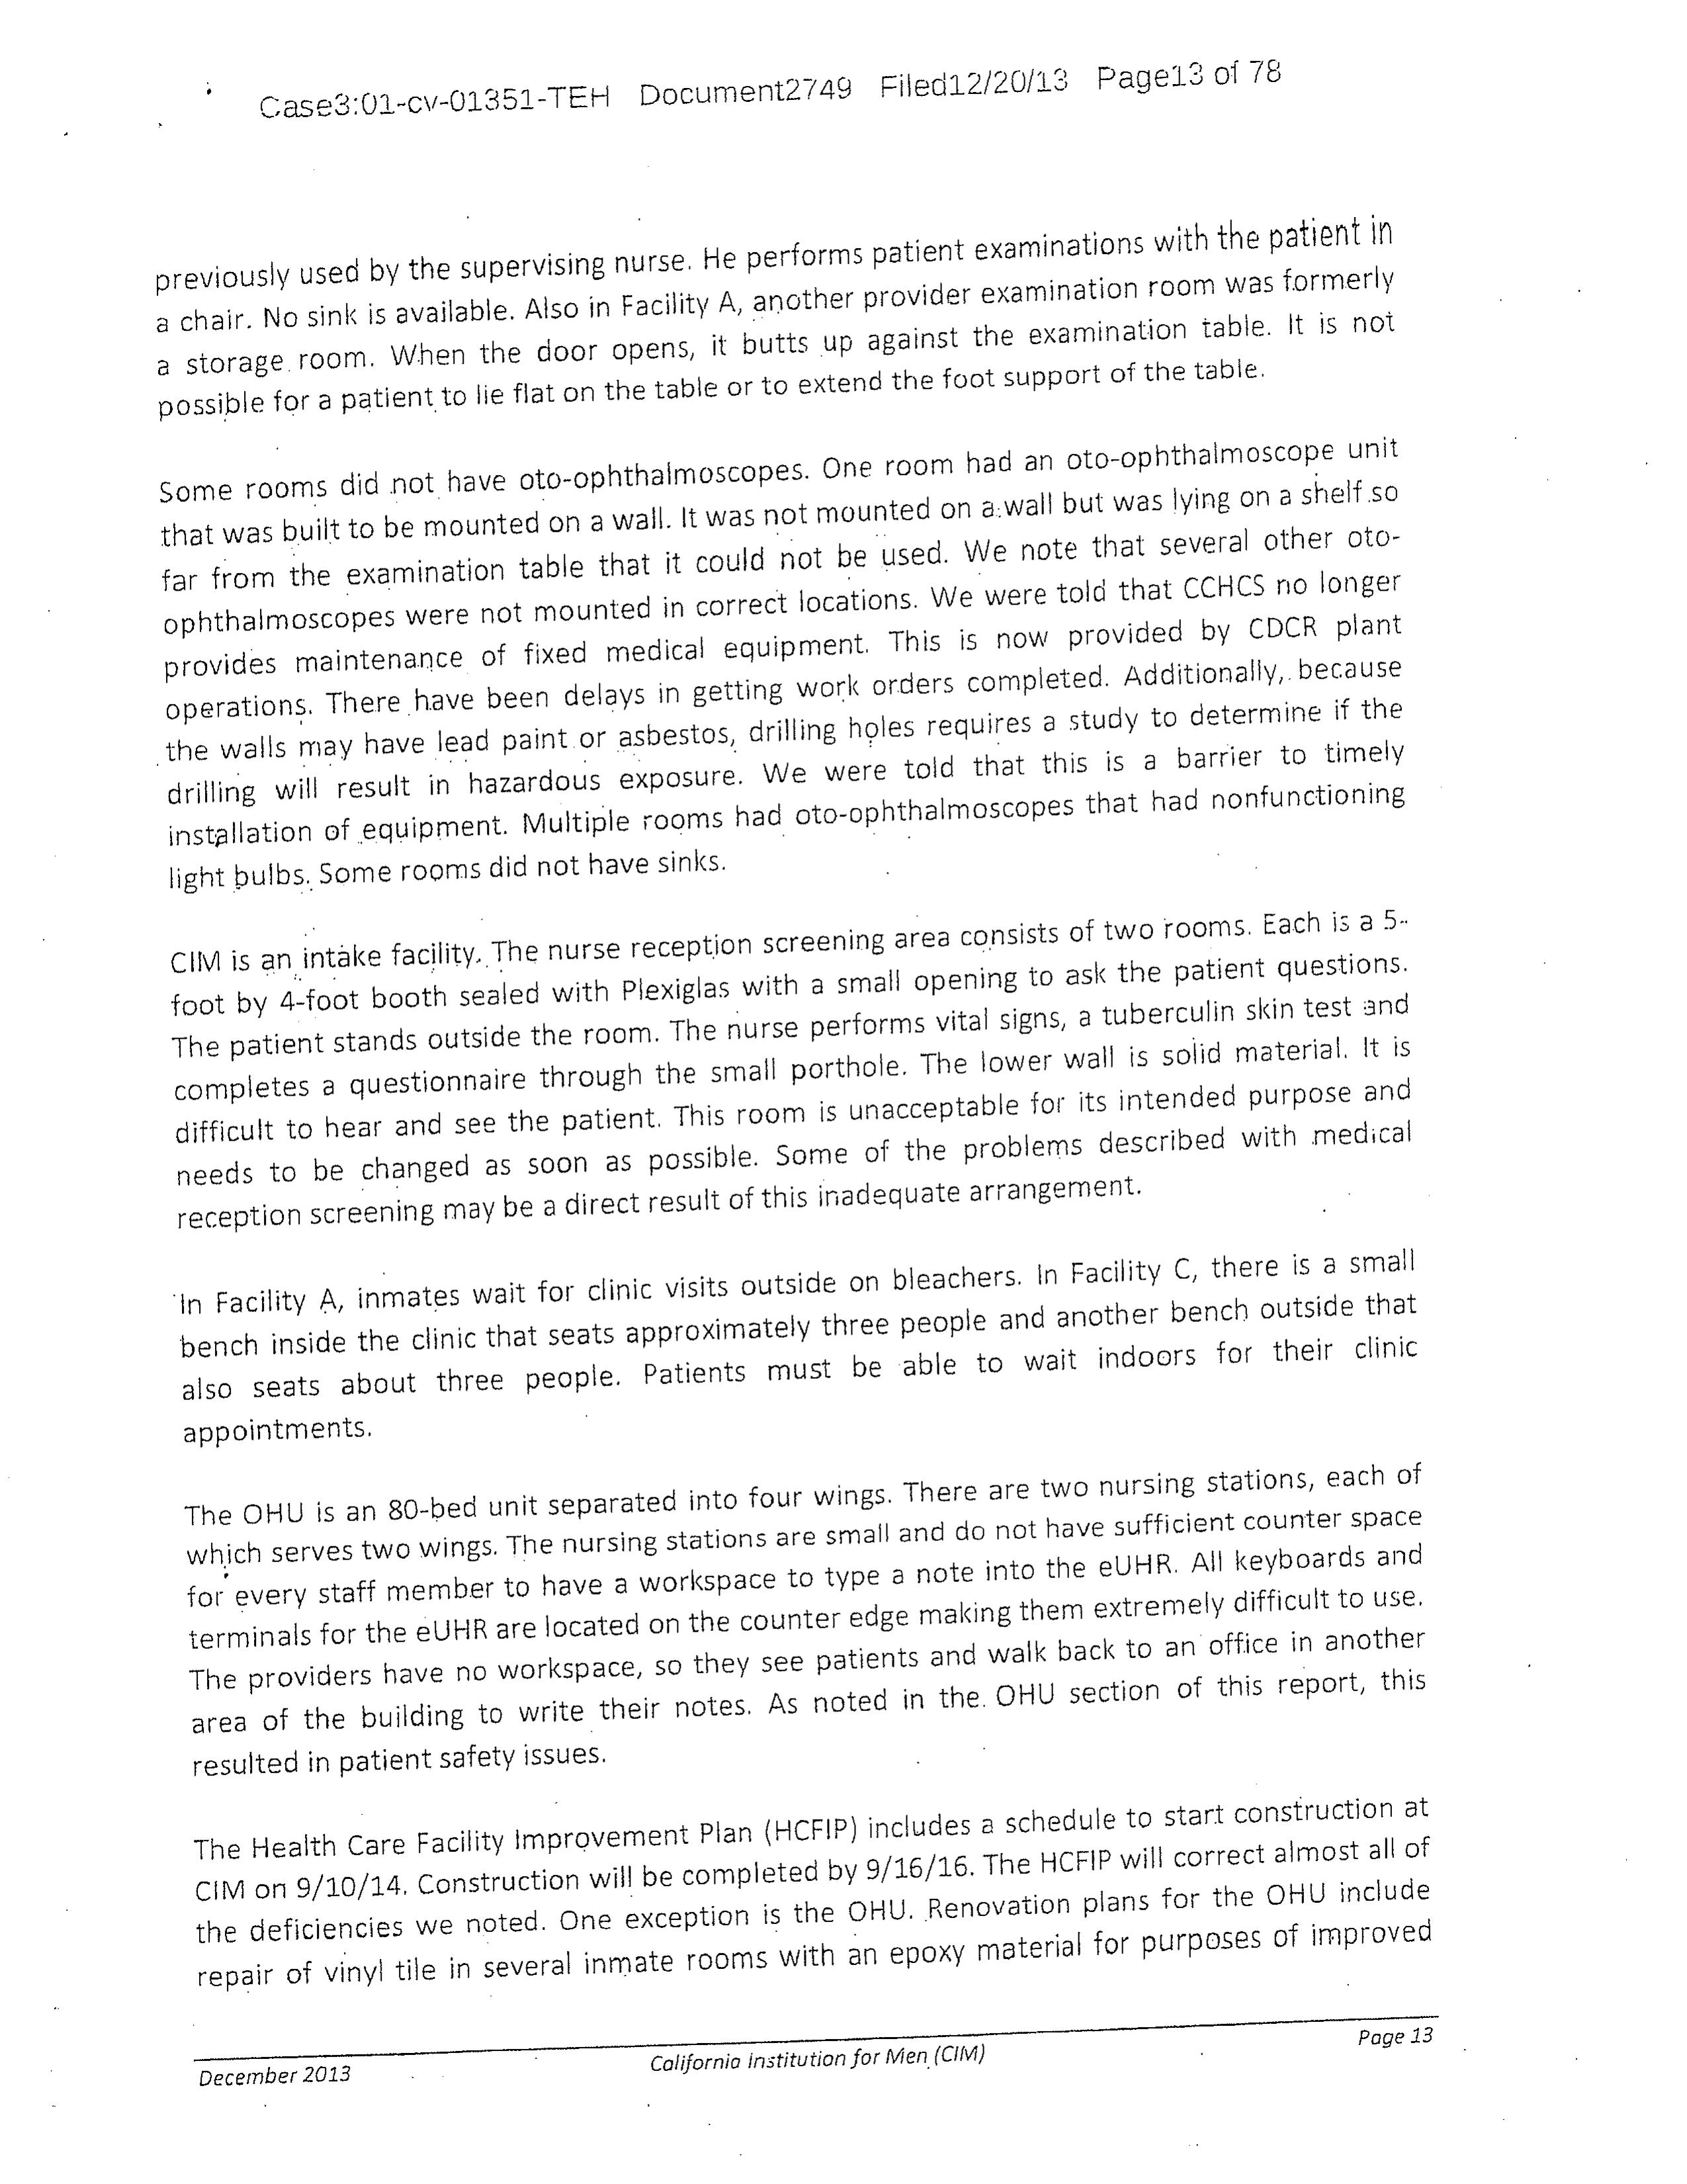 Case3:01-cv-01351-TEH Document2749 Filed12/20/13 Page13 of 78
previously used by the supervising nurse. He performs patient examinations with the patient in
a chair. No sink is available. Also in Facility A, another provider examination room was formerly
a storage room. When the door opens, it butts up against the examination table. It is not
possible for a patient to lie flat on the table or to extend the foot support of the table.
Some rooms did not have oto-ophthalmoscopes. One room had an oto-ophthalmoscope unit
that was built to be mounted on a wall. It was not mounted on a wall but was lying on a shelf so
far from the examination table that it could not be used. We note that several other oto-
ophthalmoscopes were not mounted in correct locations. We were told that CCHCS no longer
provides maintenance of fixed medical equipment. This is now provided by CDCR plant
operations. There have been delays in getting work orders completed. Additionally, because
the walls may have lead paint or asbestos, drilling holes requires a study to determine if the
drilling will result in hazardous exposure. We were told that this is a barrier to timely
installation of equipment. Multiple rooms had oto-ophthalmoscopes that had nonfunctioning
light bulbs. Some rooms did not have sinks.
CIM is an intake facility. The nurse reception screening area consists of two rooms. Each is a 5-
foot by 4-foot booth sealed with Plexiglas with a small opening to ask the patient questions.
The patient stands outside the room. The nurse performs vital signs, a tuberculin skin test and
completes a questionnaire through the small porthole. The lower wall is solid material. It is
difficult to hear and see the patient. This room is unacceptable for its intended purpose and
needs to be changed as soon as possible. Some of the problems described with medical
reception screening may be a direct result of this inadequate arrangement.
In Facility A, inmates wait for clinic visits outside on bleachers. In Facility C, there is a small
bench inside the clinic that seats approximately three people and another bench outside that
also seats about three people. Patients must be able to wait indoors for their clinic
appointments.
The OHU is an 80-bed unit separated into four wings. There are two nursing stations, each of
which serves two wings. The nursing stations are small and do not have sufficient counter space
for every staff member to have a workspace to type a note into the eUHR. All keyboards and
terminals for the eUHR are located on the counter edge making them extremely difficult to use.
The providers have no workspace, so they see patients and walk back to an office in another
area of the building to write their notes. As noted in the OHU section of this report, this
resulted in patient safety issues.
The Health Care Facility Improvement Plan (HCFIP) includes a schedule to start construction at
CIM on 9/10/14. Construction will be completed by 9/16/16. The HCFIP will correct almost all of
the deficiencies we noted. One exception is the OHU. Renovation plans for the OHU include
repair of vinyl tile in several inmate rooms with an epoxy material for purposes of improved
December 2013 California Institution for Men (CIM) Page 13